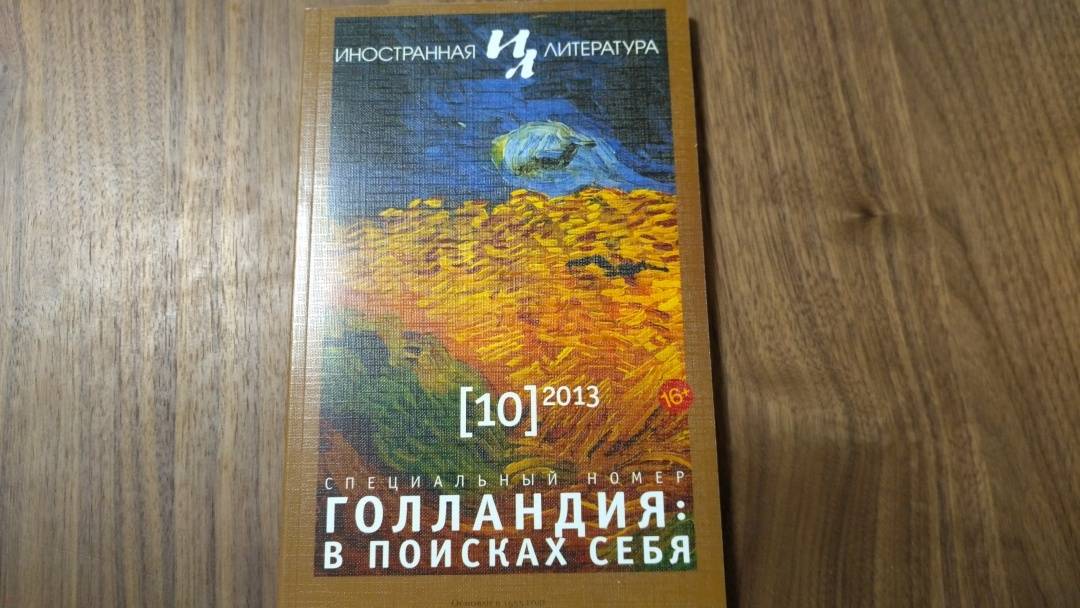 ИНОСТРАННАЯ ИЛ ЛИТЕРАТУРА
[10] 2013
16+
СПЕЦИАЛЬНЫЙ НОМЕР
ГОЛЛАНДИЯ:
В ПОИСКАХ СЕБЯ